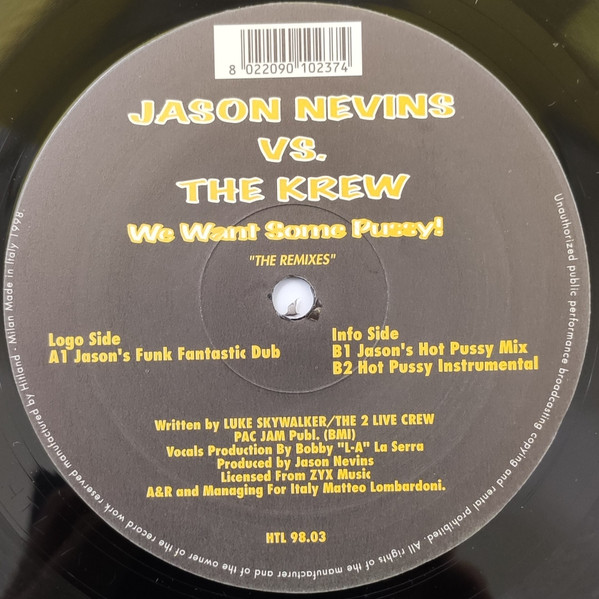 8 022090 102374
JASON NEVINS
VS.
THE KREW
We Want Some Pussy!
"THE REMIXES"
Logo Side
A1 Jason's Funk Fantastic Dub
Info Side
B1 Jason's Hot Pussy Mix
B2 Hot Pussy Instrumental
Written by LUKE SKYWALKER/THE 2 LIVE CREW
PAC JAM Publ. (BMI)
Vocals Production By Bobby "L-A" La Serra
Produced by Jason Nevins
Licensed From ZYX Music
A&R and Managing For Italy Matteo Lombardoni.
HTL 98.03
Unauthorized public performance broadcasting copying and rental prohibited. All rights of the manufacturer and of the owner of the record work reserved manufactured by Hitland - Milan Made in Italy 1998